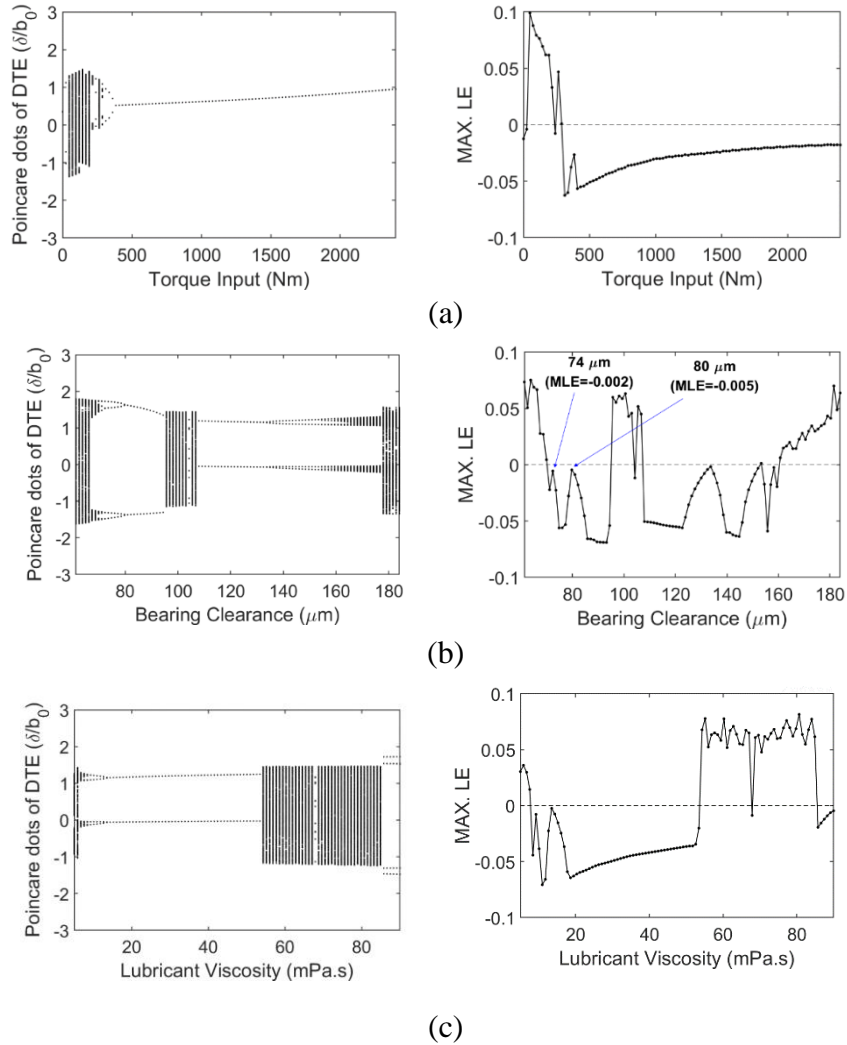 (a)
Poincare dots of DTE (δ/b0)
3
2
1
0
-1
-2
-3
0 500 1000 1500 2000
Torque Input (Nm)
MAX. LE
0.1
0.05
0
-0.05
-0.1
0 500 1000 1500 2000
Torque Input (Nm)
(a)
Poincare dots of DTE (δ/b0)
3
2
1
0
-1
-2
-3
80 100 120 140 160 180
Bearing Clearance (μm)
MAX. LE
0.1
0.05
0
-0.05
-0.1
74 μm
(MLE=-0.002)
80 μm
(MLE=-0.005)
80 100 120 140 160 180
Bearing Clearance (μm)
(b)
Poincare dots of DTE (δ/b0)
3
2
1
0
-1
-2
-3
20 40 60 80
Lubricant Viscosity (mPa.s)
MAX. LE
0.1
0.05
0
-0.05
-0.1
20 40 60 80
Lubricant Viscosity (mPa.s)
(c)